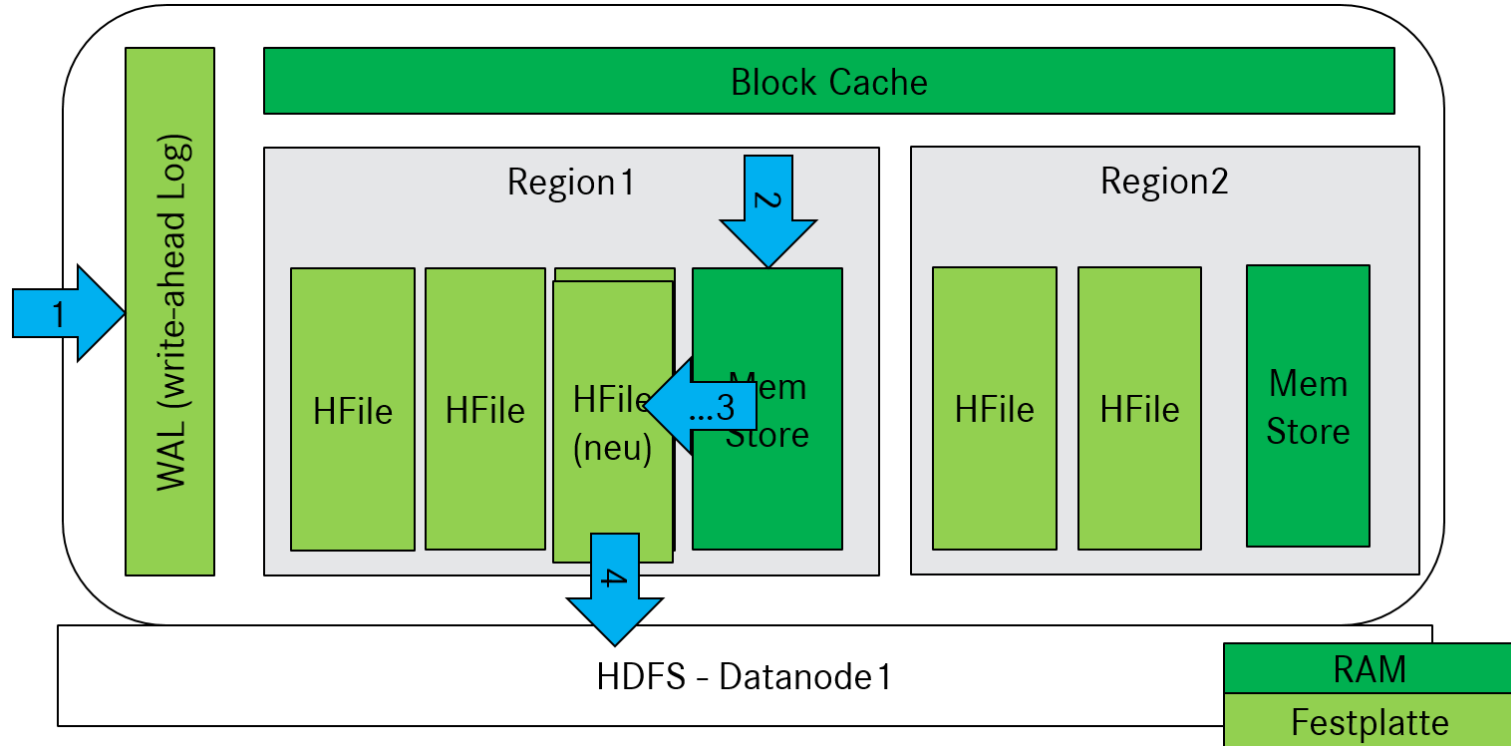 Block Cache
WAL (write-ahead Log)
Region1
2
Region2
1
HFile
HFile
HFile
(neu)
...3
Mem
Store
HFile
HFile
Mem
Store
4
HDFS - Datanode1
RAM
Festplatte